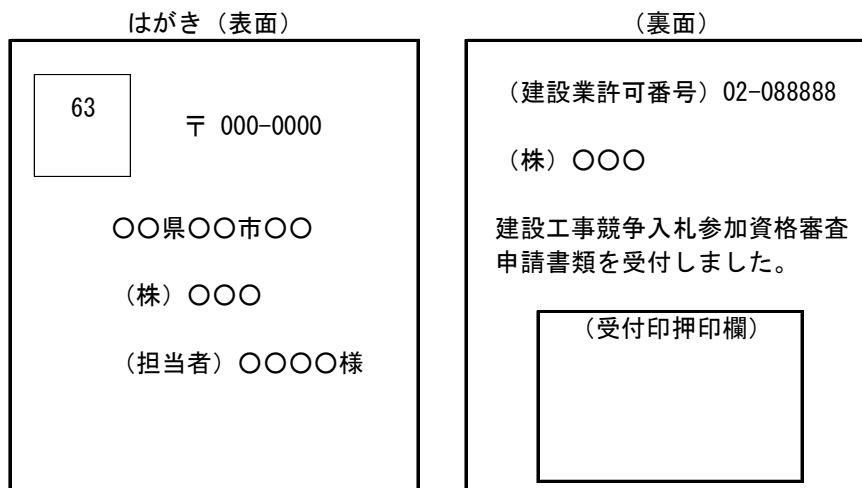 はがき（表面）
63
〒 000-0000
〇〇県〇〇市〇〇
（株）〇〇〇
（担当者）〇〇〇〇様
（裏面）
（建設業許可番号）02-088888
（株）〇〇〇
建設工事競争入札参加資格審査
申請書類を受付しました。
（受付印押印欄）